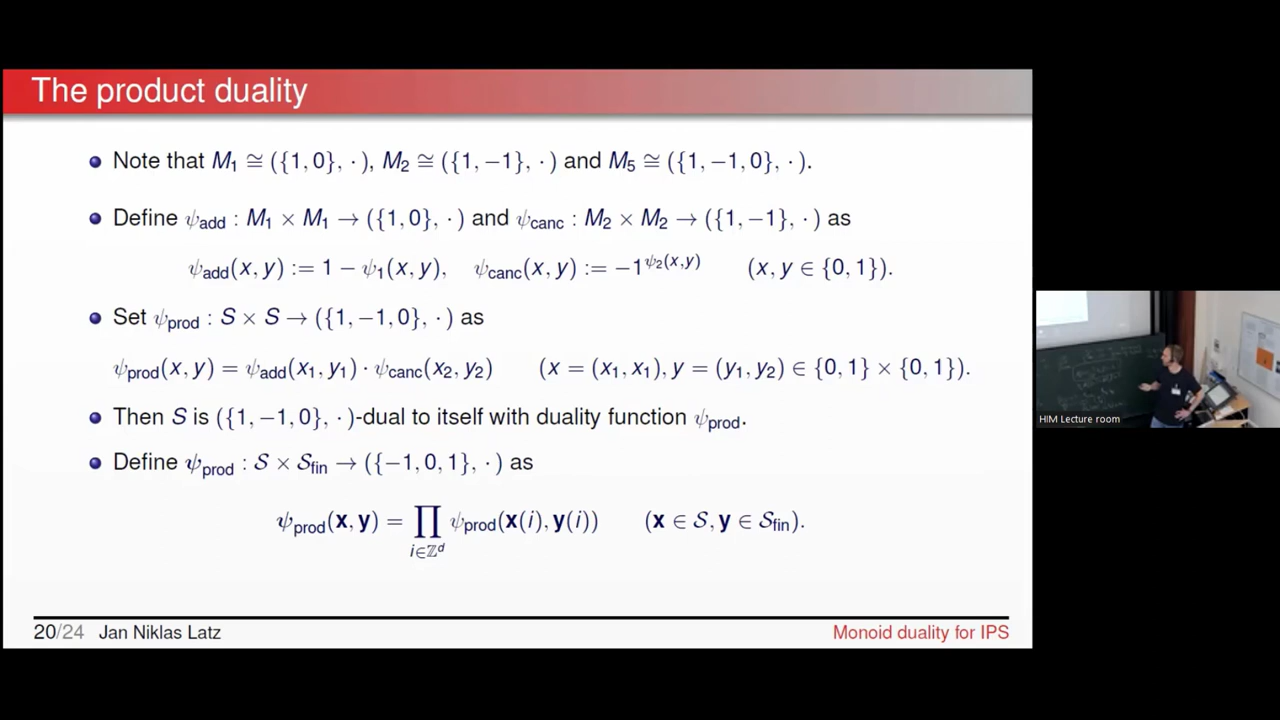 The product duality
Note that M₁ ≅ ({1, 0}, · ), M₂ ≅ ({1, −1}, · ) and M₅ ≅ ({1, −1, 0}, · ).
Define ψ_add : M₁ × M₁ → ({1, 0}, · ) and ψ_canc : M₂ × M₂ → ({1, −1}, · ) as
ψ_add(x, y) := 1 − ψ₁(x, y), ψ_canc(x, y) := −1^{ψ₂(x,y)} (x, y ∈ {0, 1}).
Set ψ_prod : S × S → ({1, −1, 0}, · ) as
ψ_prod(x, y) = ψ_add(x₁, y₁) · ψ_canc(x₂, y₂) (x = (x₁, x₁), y = (y₁, y₂) ∈ {0, 1} × {0, 1}).
Then S is ({1, −1, 0}, · )-dual to itself with duality function ψ_prod.
Define 𝛙_prod : 𝒮 × 𝒮_fin → ({−1, 0, 1}, · ) as
𝛙_prod(𝐱, 𝐲) = ∏_{i∈ℤ^d} ψ_prod(𝐱(i), 𝐲(i)) (𝐱 ∈ 𝒮, 𝐲 ∈ 𝒮_fin).
20/24 Jan Niklas Latz Monoid duality for IPS
HIM Lecture room